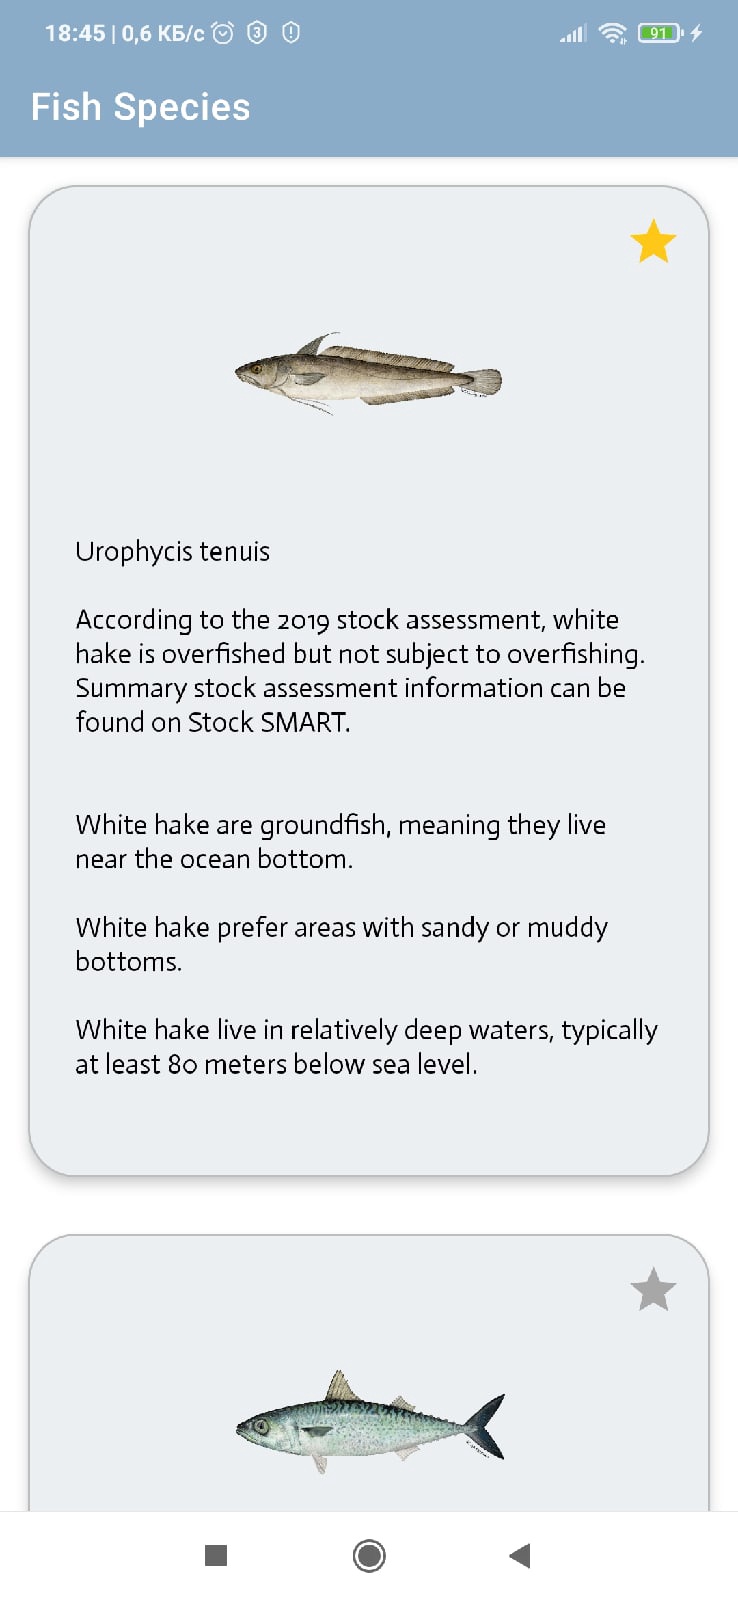 18:45 | 0,6 КБ/с 3 91
Fish Species
Urophycis tenuis
According to the 2019 stock assessment, white
hake is overfished but not subject to overfishing.
Summary stock assessment information can be
found on Stock SMART.
White hake are groundfish, meaning they live
near the ocean bottom.
White hake prefer areas with sandy or muddy
bottoms.
White hake live in relatively deep waters, typically
at least 80 meters below sea level.